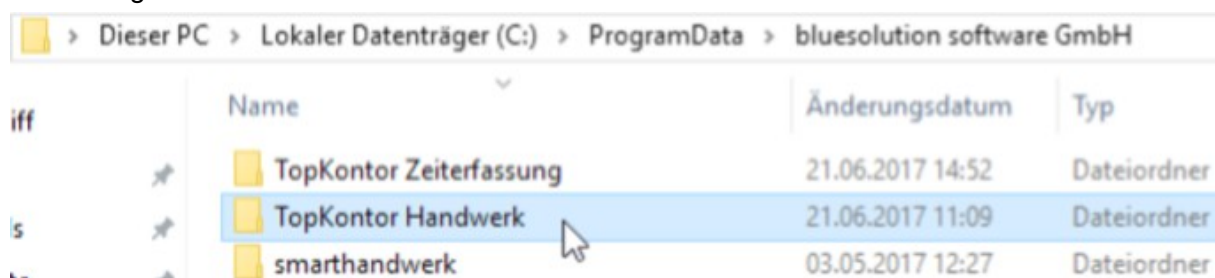 Dieser PC > Lokaler Datenträger (C:) > ProgramData > bluesolution software GmbH
Name Änderungsdatum Typ
TopKontor Zeiterfassung 21.06.2017 14:52 Dateiordner
TopKontor Handwerk 21.06.2017 11:09 Dateiordner
smarthandwerk 03.05.2017 12:27 Dateiordner